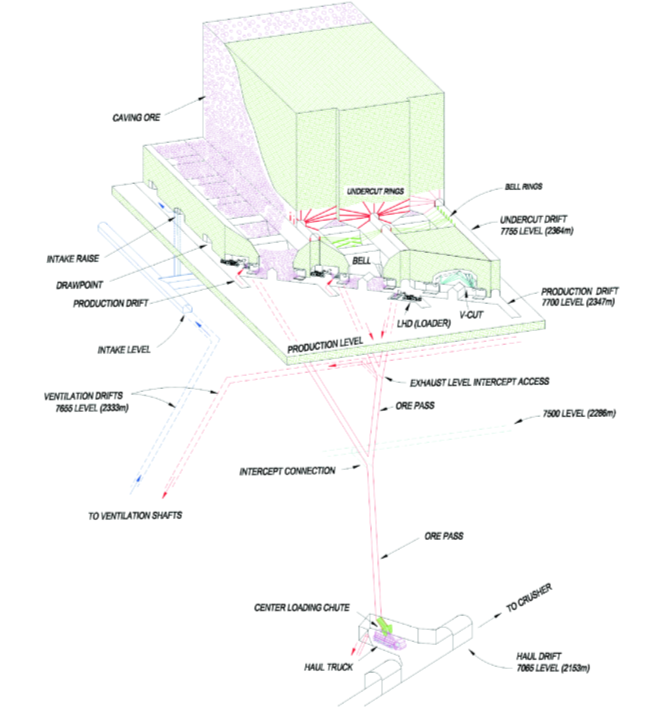 CAVING ORE
UNDERCUT RINGS
BELL RINGS
UNDERCUT DRIFT
7755 LEVEL (2364m)
INTAKE RAISE
BELL
DRAWPOINT
PRODUCTION DRIFT
7700 LEVEL (2347m)
PRODUCTION DRIFT
V-CUT
LHD (LOADER)
INTAKE LEVEL
PRODUCTION LEVEL
EXHAUST LEVEL INTERCEPT ACCESS
VENTILATION DRIFTS
7655 LEVEL (2333m)
ORE PASS
7500 LEVEL (2286m)
INTERCEPT CONNECTION
TO VENTILATION SHAFTS
ORE PASS
CENTER LOADING CHUTE
TO CRUSHER
HAUL TRUCK
HAUL DRIFT
7065 LEVEL (2153m)